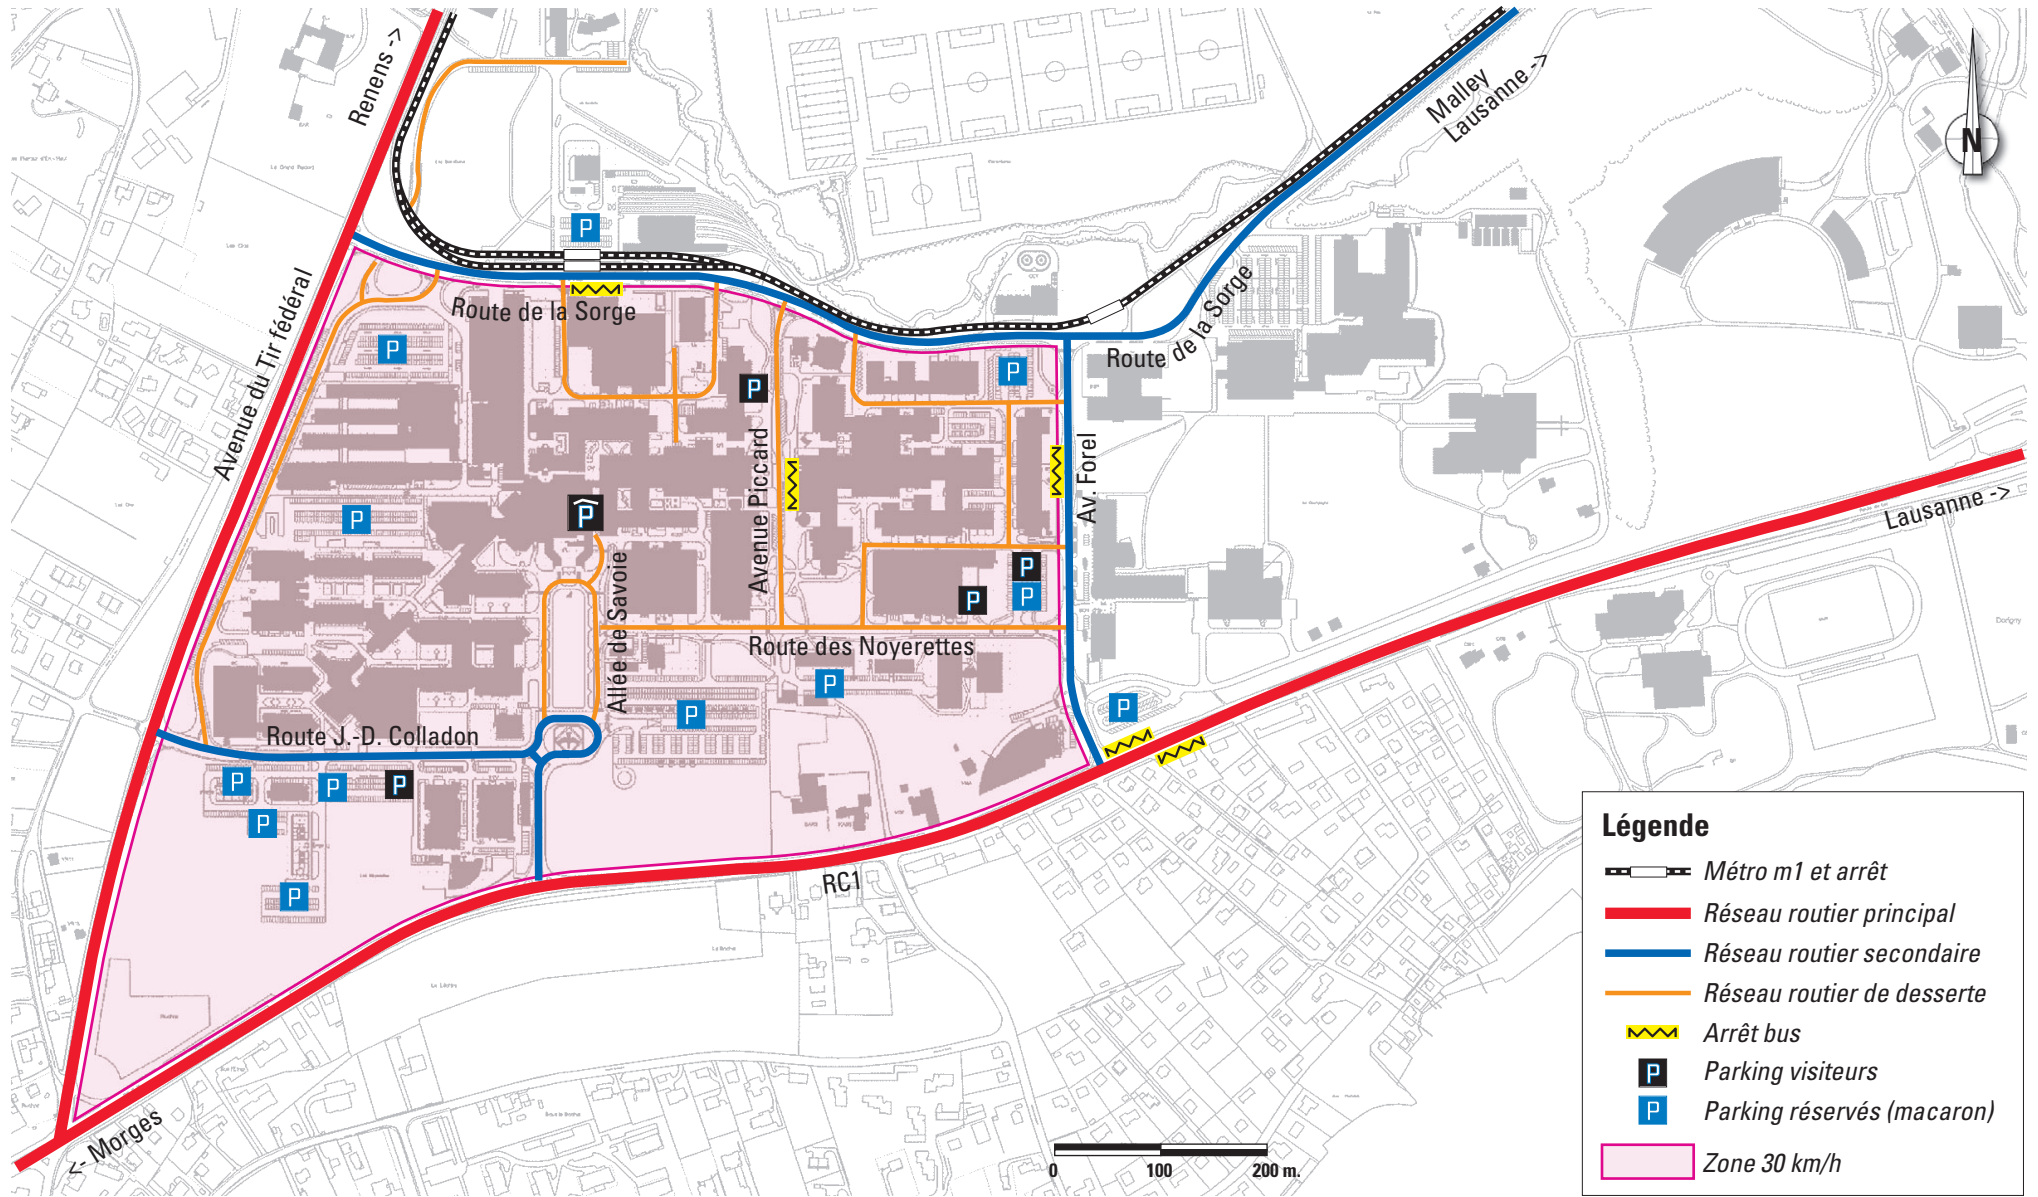 Renens ->
Malley
Lausanne ->
N
P
Avenue du Tir fédéral
Route de la Sorge
Route de la Sorge
P
P
P
Avenue Piccard
Av. Forel
Lausanne ->
P
P
Allée de Savoie
P
P
P
Route des Noyerettes
P
P
P
Route J.-D. Colladon
P
P
P
P
P
RC1
<- Morges
0
100
200 m.
Légende
Métro m1 et arrêt
Réseau routier principal
Réseau routier secondaire
Réseau routier de desserte
Arrêt bus
P Parking visiteurs
P Parking réservés (macaron)
Zone 30 km/h